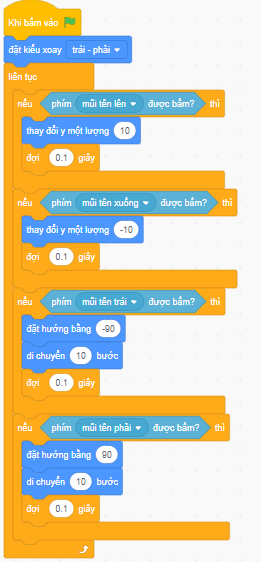 Khi bấm vào
đặt kiểu xoay trái - phải
liên tục
nếu phím mũi tên lên được bấm? thì
thay đổi y một lượng 10
đợi 0.1 giây
nếu phím mũi tên xuống được bấm? thì
thay đổi y một lượng -10
đợi 0.1 giây
nếu phím mũi tên trái được bấm? thì
đặt hướng bằng -90
di chuyển 10 bước
đợi 0.1 giây
nếu phím mũi tên phải được bấm? thì
đặt hướng bằng 90
di chuyển 10 bước
đợi 0.1 giây